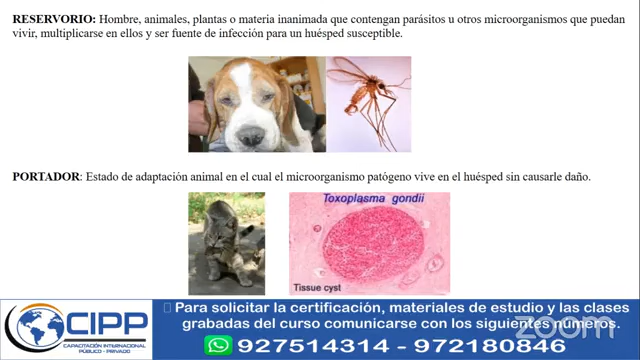 RESERVORIO: Hombre, animales, plantas o materia inanimada que contengan parásitos u otros microorganismos que puedan
vivir, multiplicarse en ellos y ser fuente de infección para un huésped susceptible.
PORTADOR: Estado de adaptación animal en el cual el microorganismo patógeno vive en el huésped sin causarle daño.
Toxoplasma gondii
Tissue cyst
CIPP
CAPACITACIÓN INTERNACIONAL
PÚBLICO - PRIVADO
Para solicitar la certificación, materiales de estudio y las clases
grabadas del curso comunicarse con los siguientes números.
927514314 - 972180846
zoom